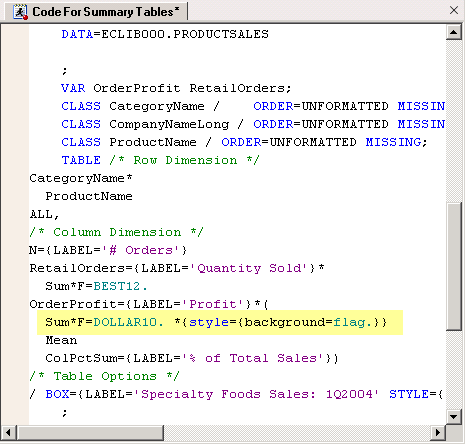 Code For Summary Tables*
DATA=ECLIB000.PRODUCTSALES
;
VAR OrderProfit RetailOrders;
CLASS CategoryName /    ORDER=UNFORMATTED MISSIN
CLASS CompanyNameLong / ORDER=UNFORMATTED MISSIN
CLASS ProductName / ORDER=UNFORMATTED MISSING;
TABLE /* Row Dimension */
CategoryName*
ProductName
ALL,
/* Column Dimension */
N={LABEL='# Orders'}
RetailOrders={LABEL='Quantity Sold'}*
Sum*F=BEST12.
OrderProfit={LABEL='Profit'}*(
Sum*F=DOLLAR10. *{style={background=flag.}}
Mean
ColPctSum={LABEL='% of Total Sales'})
/* Table Options */
/ BOX={LABEL='Specialty Foods Sales: 1Q2004' STYLE={
;